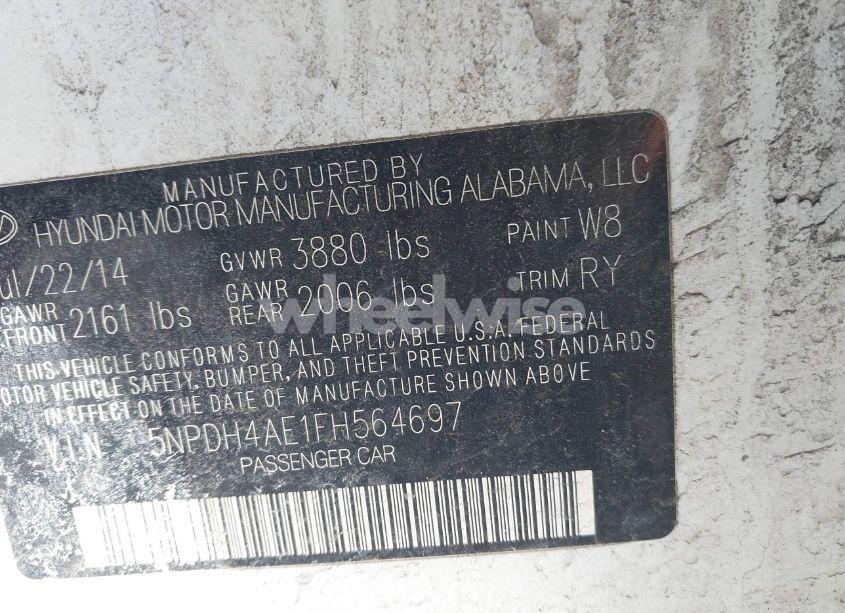 MANUFACTURED BY
HYUNDAI MOTOR MANUFACTURING ALABAMA, LLC
ul/22/14 GVWR 3880 lbs PAINT W8
GAWR FRONT 2161 lbs GAWR REAR 2006 lbs TRIM RY
THIS VEHICLE CONFORMS TO ALL APPLICABLE U.S.A. FEDERAL
OTOR VEHICLE SAFETY, BUMPER, AND THEFT PREVENTION STANDARDS
IN EFFECT ON THE DATE OF MANUFACTURE SHOWN ABOVE
V.I.N 5NPDH4AE1FH564697
PASSENGER CAR
wheelwise